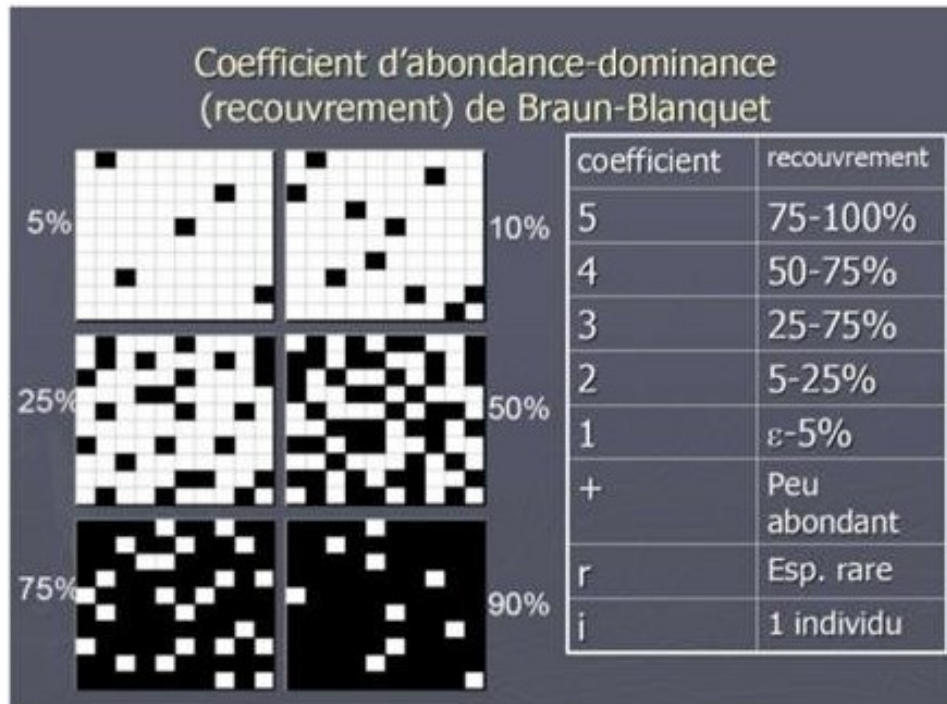 Coefficient d'abondance-dominance
(recouvrement) de Braun-Blanquet
5%
10%
25%
50%
75%
90%
coefficient recouvrement
5 75-100%
4 50-75%
3 25-75%
2 5-25%
1 ε-5%
+ Peu
abondant
r Esp. rare
i 1 individu